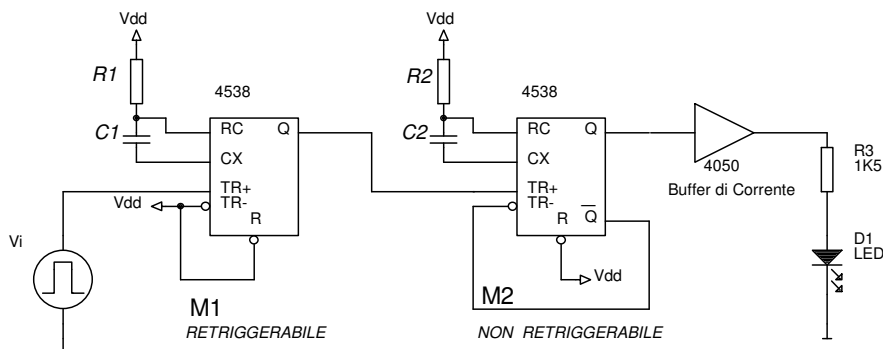 Vdd
Vdd
R1
R2
4538
4538
C1
C2
RC Q
RC Q
CX
CX
TR+
TR-
R
TR+
TR-
R Q
Vdd
Vdd
4050
Buffer di Corrente
R3
1K5
D1
LED
Vi
M1
RETRIGGERABILE
M2
NON RETRIGGERABILE